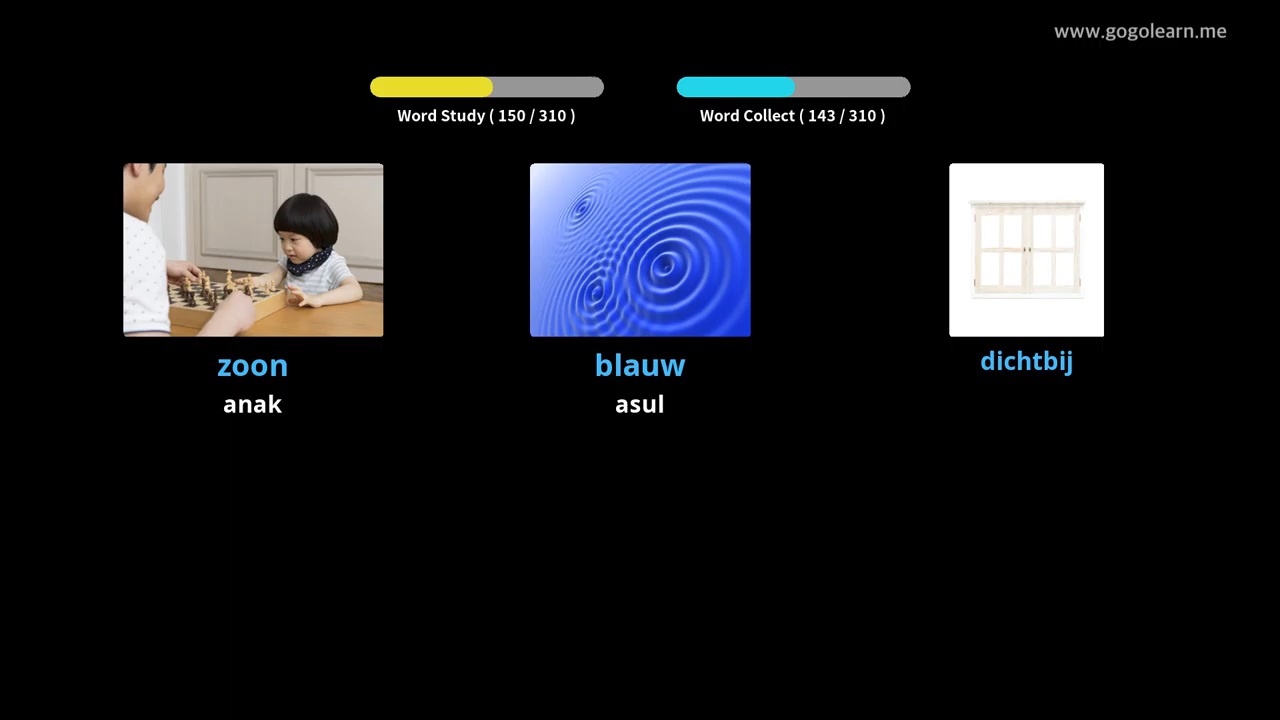 www.gogolearn.me
Word Study ( 150 / 310 )
Word Collect ( 143 / 310 )
zoon
blauw
dichtbij
anak
asul